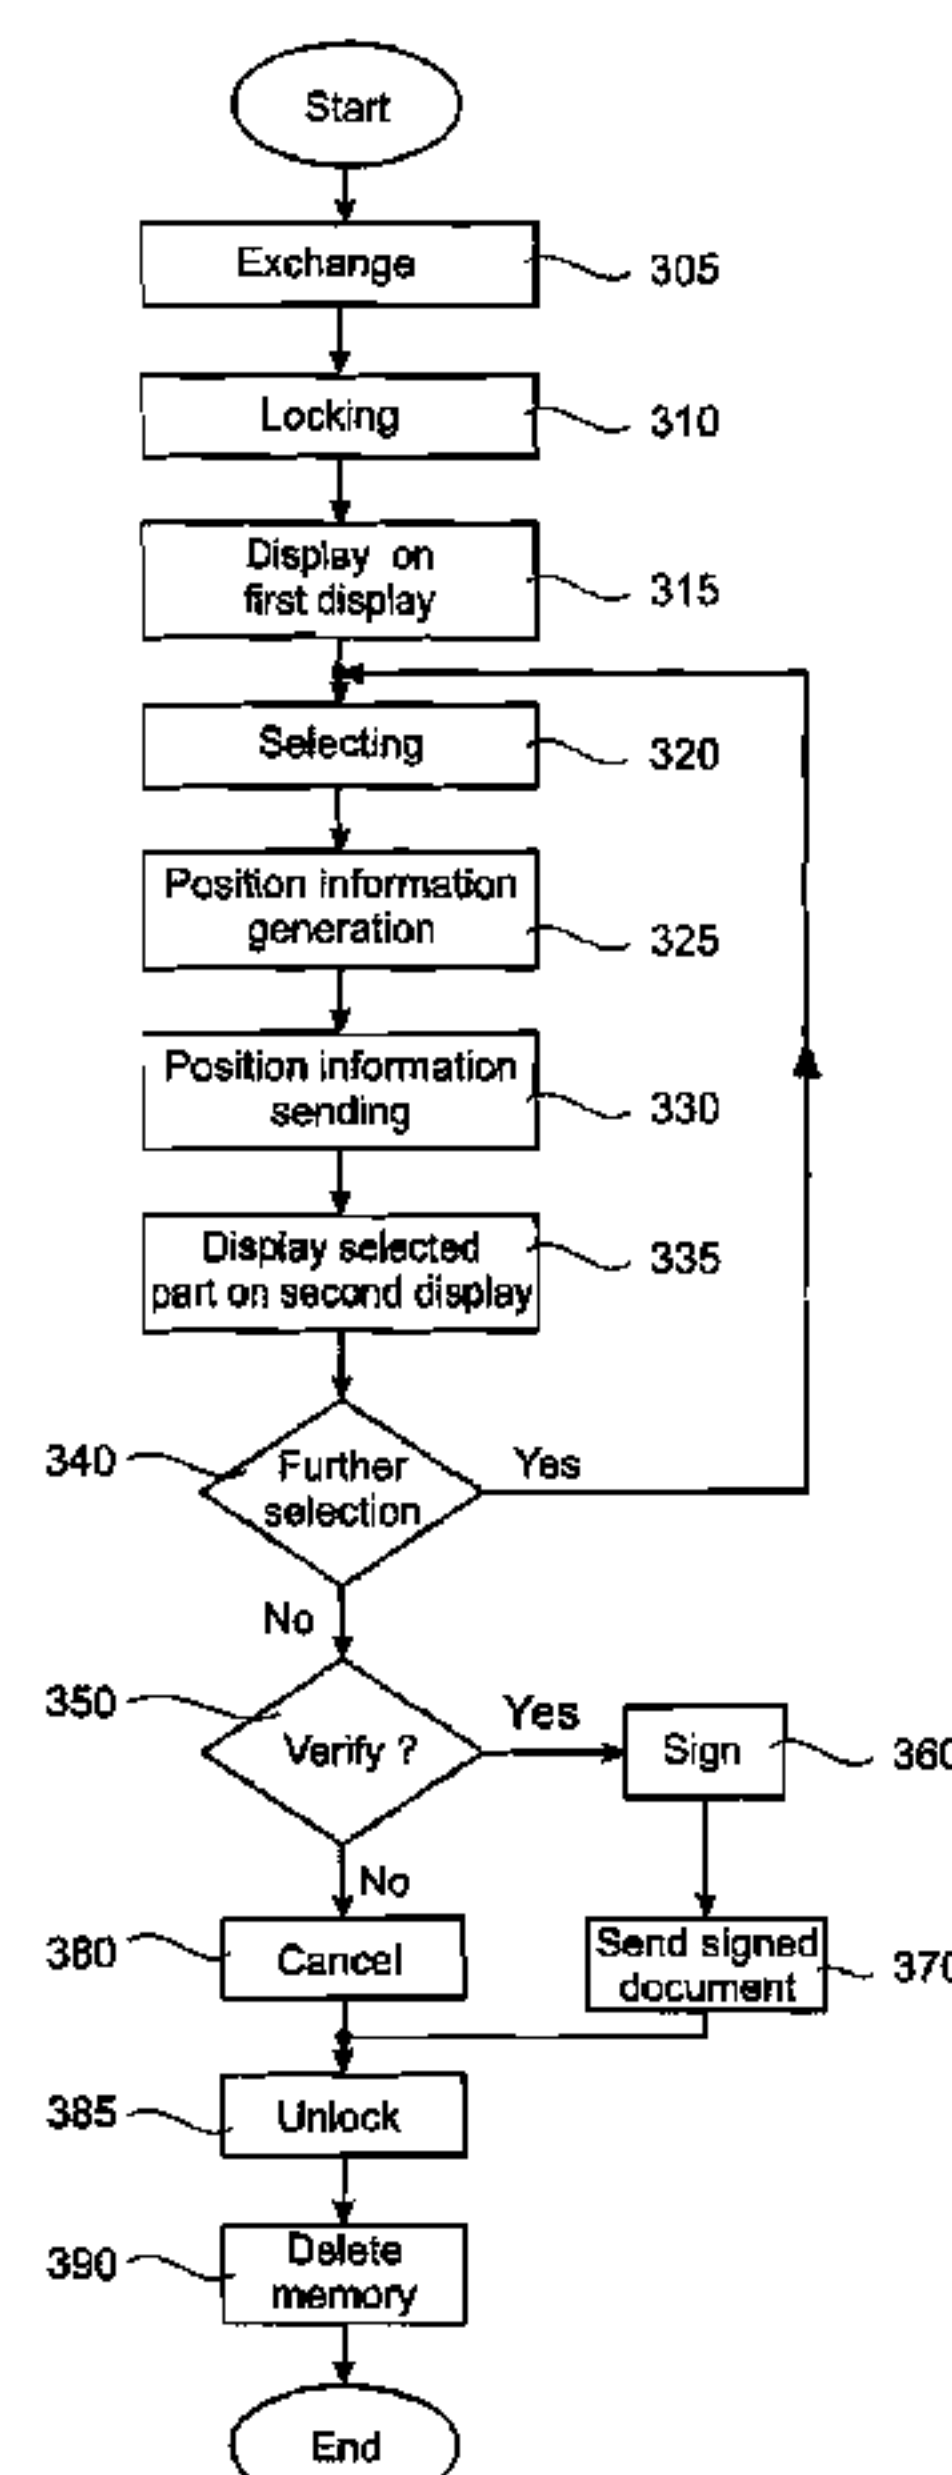 Start
Exchange
305
Locking
310
Display on
first display
315
Selecting
320
Position information
generation
325
Position information
sending
330
Display selected
part on second display
335
340
Further
selection
Yes
No
350
Verify ?
Yes
Sign
360
No
380
Cancel
Send signed
document
370
385
Unlock
390
Delete
memory
End